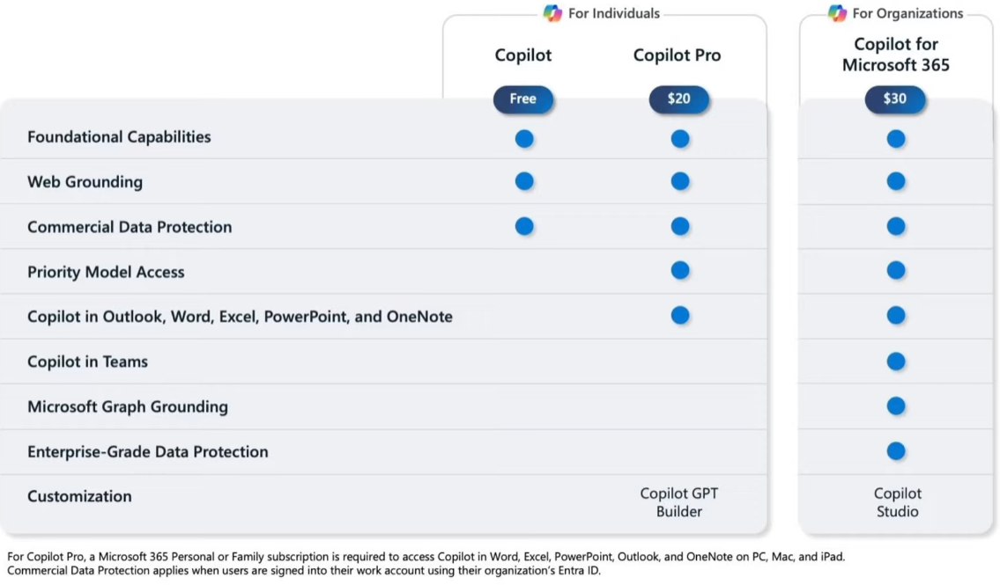 For Individuals
For Organizations
Copilot
Copilot Pro
Copilot for
Microsoft 365
Free
$20
$30
Foundational Capabilities
Web Grounding
Commercial Data Protection
Priority Model Access
Copilot in Outlook, Word, Excel, PowerPoint, and OneNote
Copilot in Teams
Microsoft Graph Grounding
Enterprise-Grade Data Protection
Customization
Copilot GPT
Builder
Copilot
Studio
For Copilot Pro, a Microsoft 365 Personal or Family subscription is required to access Copilot in Word, Excel, PowerPoint, Outlook, and OneNote on PC, Mac, and iPad.
Commercial Data Protection applies when users are signed into their work account using their organization's Entra ID.